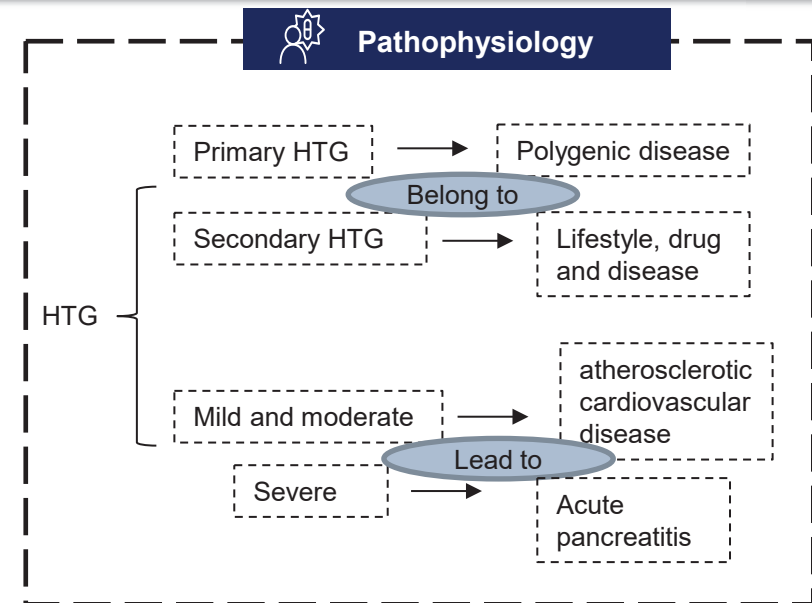 Pathophysiology
Primary HTG
Polygenic disease
Belong to
Secondary HTG
Lifestyle, drug
and disease
HTG
Mild and moderate
atherosclerotic
cardiovascular
disease
Lead to
Severe
Acute
pancreatitis